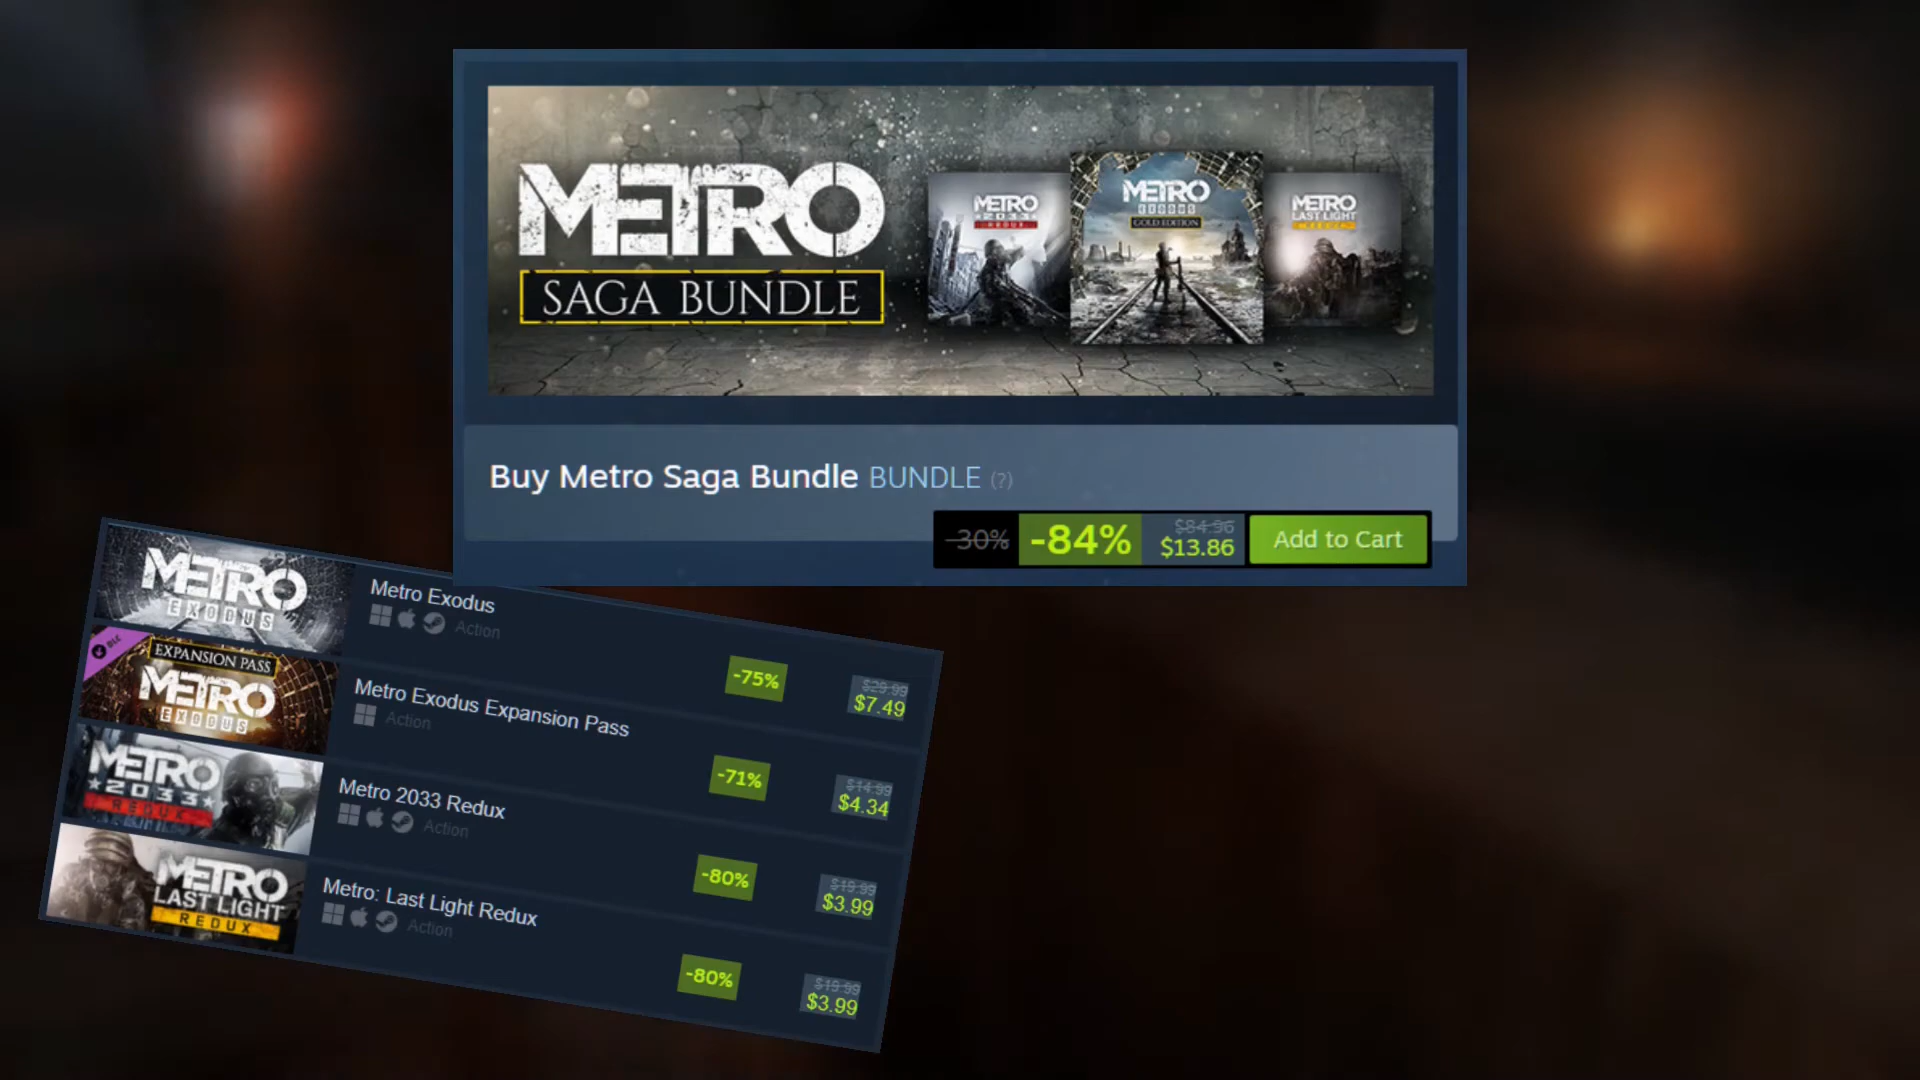 METRO
SAGA BUNDLE
METRO
2033
REDUX
METRO
EXODUS
GOLD EDITION
METRO
LAST LIGHT
REDUX
Buy Metro Saga Bundle BUNDLE (?)
-30% -84% $84.96 $13.86 Add to Cart
METRO
EXODUS
Metro Exodus
Action
-75%
$29.99
$7.49
DLC
EXPANSION PASS
METRO
EXODUS
Metro Exodus Expansion Pass
Action
-71%
$14.99
$4.34
METRO
2033
REDUX
Metro 2033 Redux
Action
-80%
$19.99
$3.99
METRO
LAST LIGHT
REDUX
Metro: Last Light Redux
Action
-80%
$19.99
$3.99